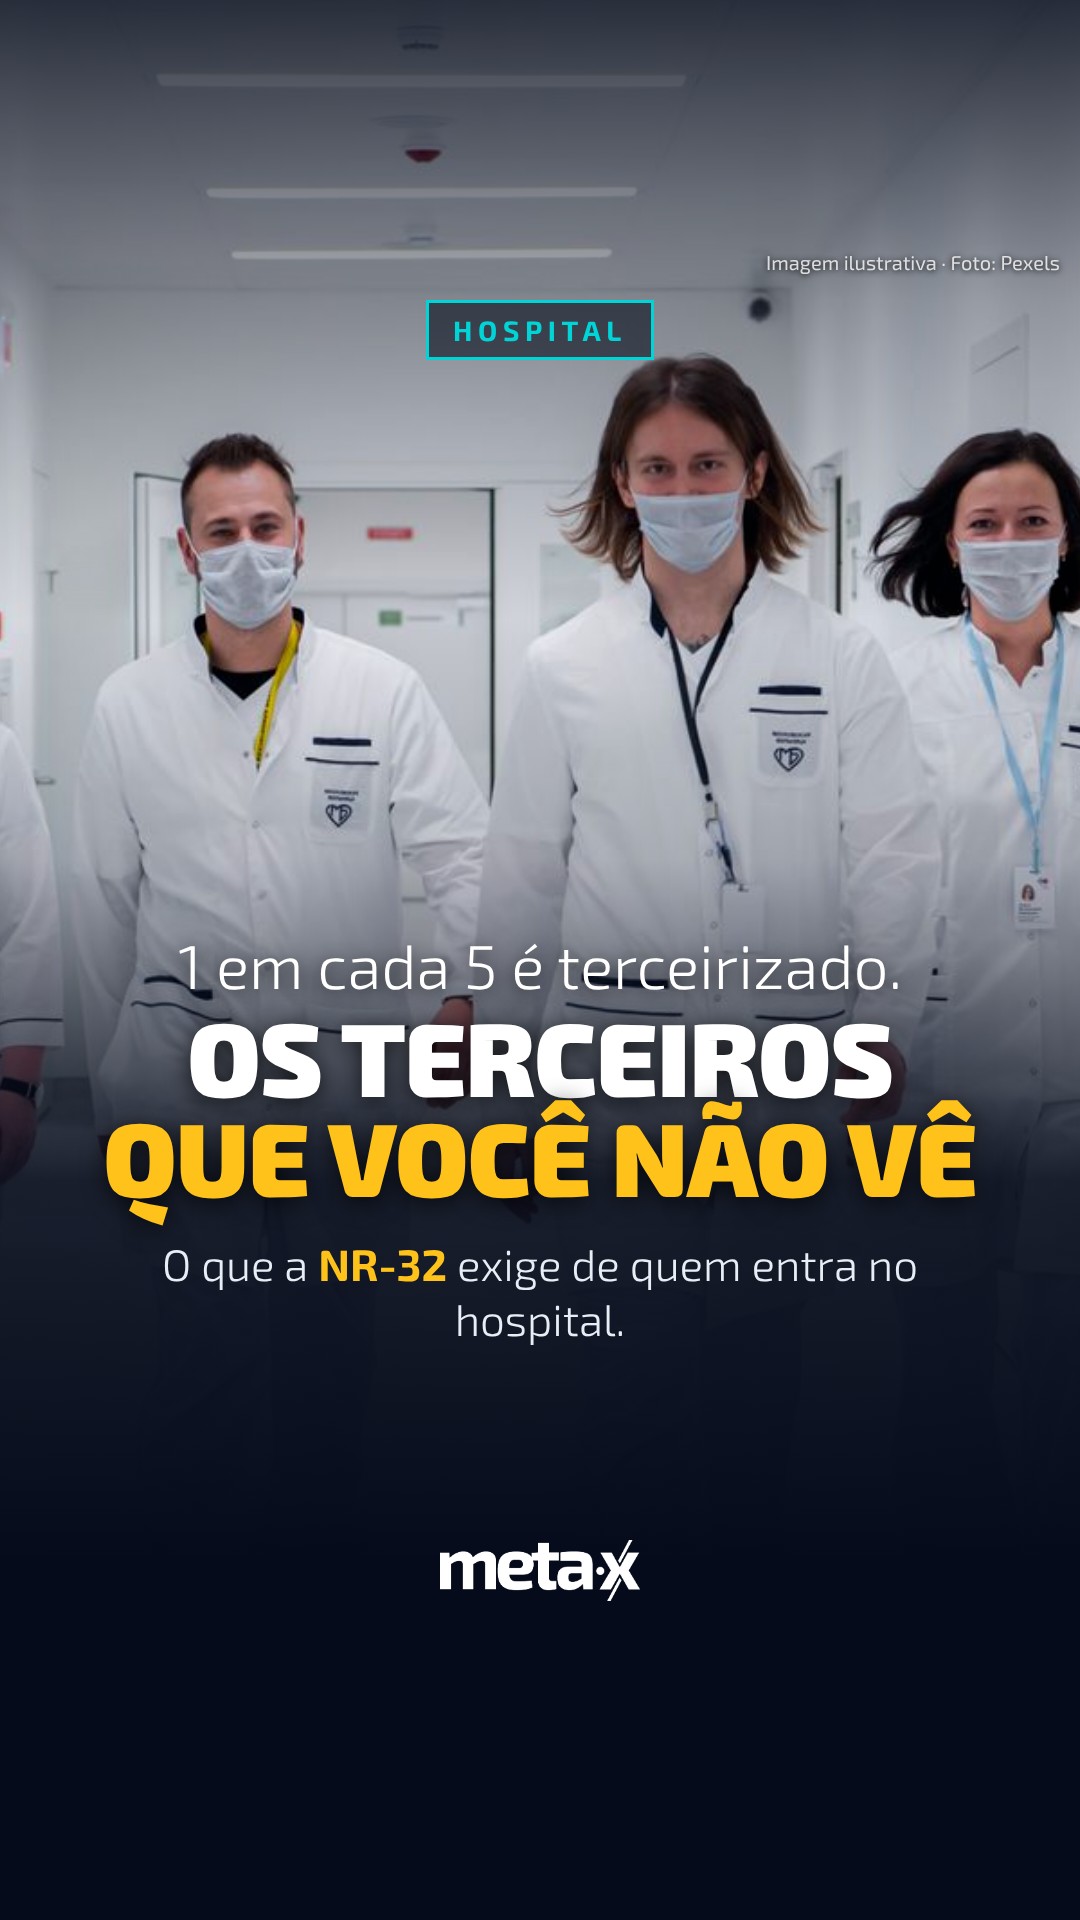 Imagem ilustrativa · Foto: Pexels
HOSPITAL
1 em cada 5 é terceirizado.
OS TERCEIROS
QUE VOCÊ NÃO VÊ
O que a NR-32 exige de quem entra no
hospital.
meta·x